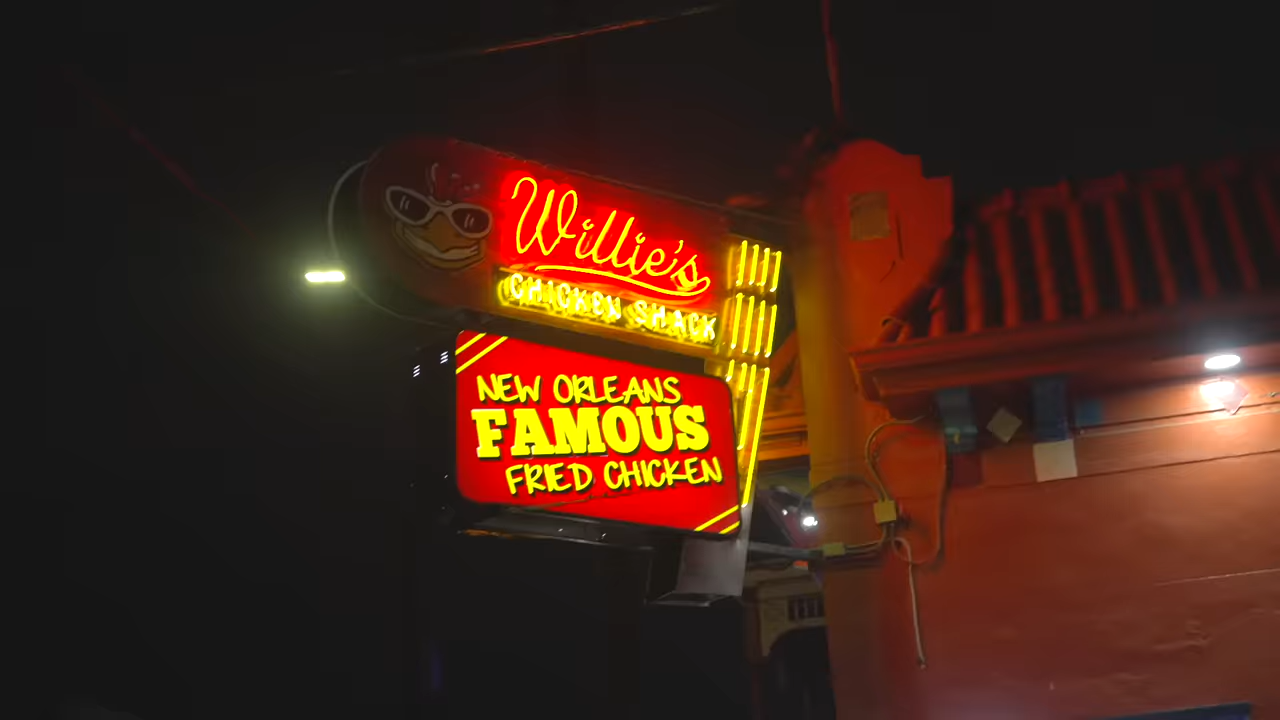 Willie's
CHICKEN SHACK
NEW ORLEANS
FAMOUS
FRIED CHICKEN